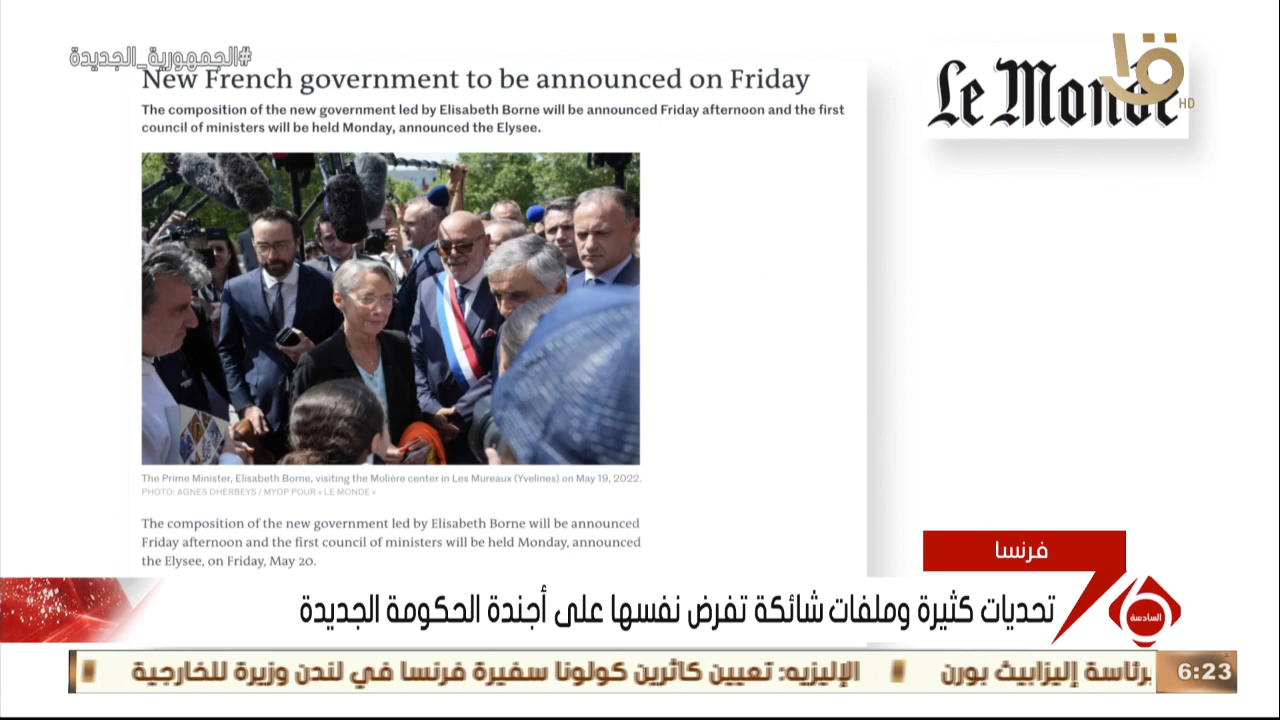 #الجمهورية_الجديدة
Le Monde
HD
New French government to be announced on Friday
The composition of the new government led by Elisabeth Borne will be announced Friday afternoon and the first
council of ministers will be held Monday, announced the Elysee.
The Prime Minister, Elisabeth Borne, visiting the Molière center in Les Mureaux (Yvelines) on May 19, 2022.
PHOTO: AGNES DHERBEYS / MYOP POUR « LE MONDE »
The composition of the new government led by Elisabeth Borne will be announced
Friday afternoon and the first council of ministers will be held Monday, announced
the Elysee, on Friday, May 20.
فرنسا
تحديات كثيرة وملفات شائكة تفرض نفسها على أجندة الحكومة الجديدة
السادسة
برئاسة إليزابيث بورن الإليزيه: تعيين كاثرين كولونا سفيرة فرنسا في لندن وزيرة للخارجية
6:23